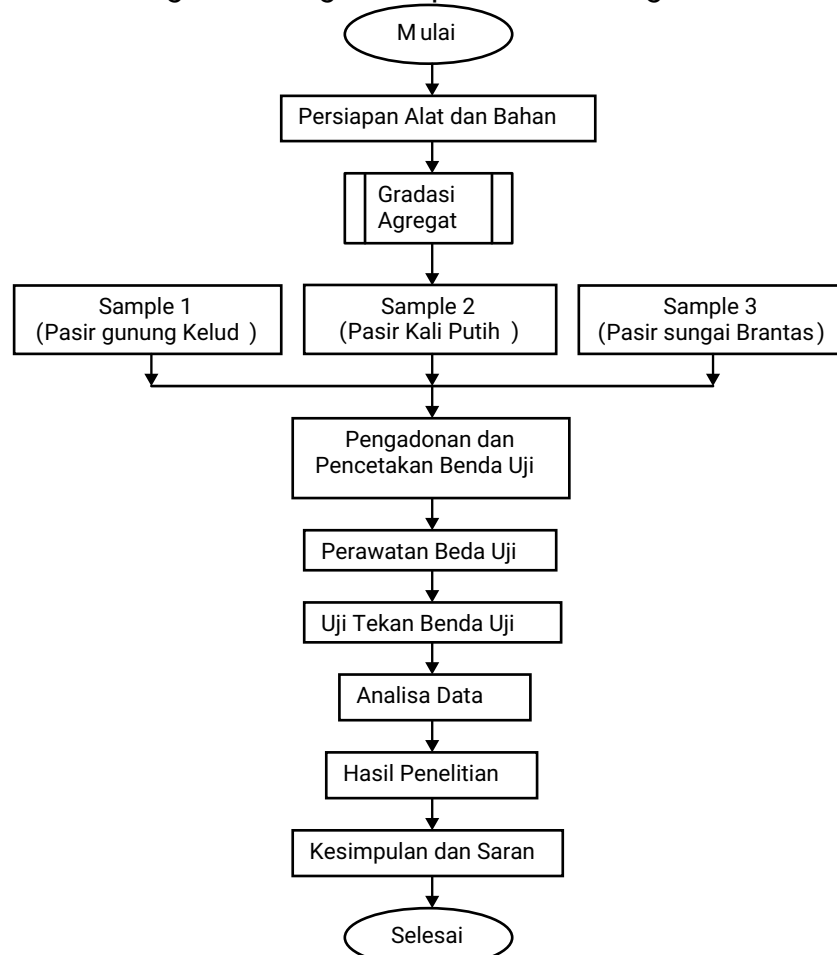 Mulai
Persiapan Alat dan Bahan
Gradasi
Agregat
Sample 1
(Pasir gunung Kelud )
Sample 2
(Pasir Kali Putih )
Sample 3
(Pasir sungai Brantas)
Pengadonan dan
Pencetakan Benda Uji
Perawatan Beda Uji
Uji Tekan Benda Uji
Analisa Data
Hasil Penelitian
Kesimpulan dan Saran
Selesai